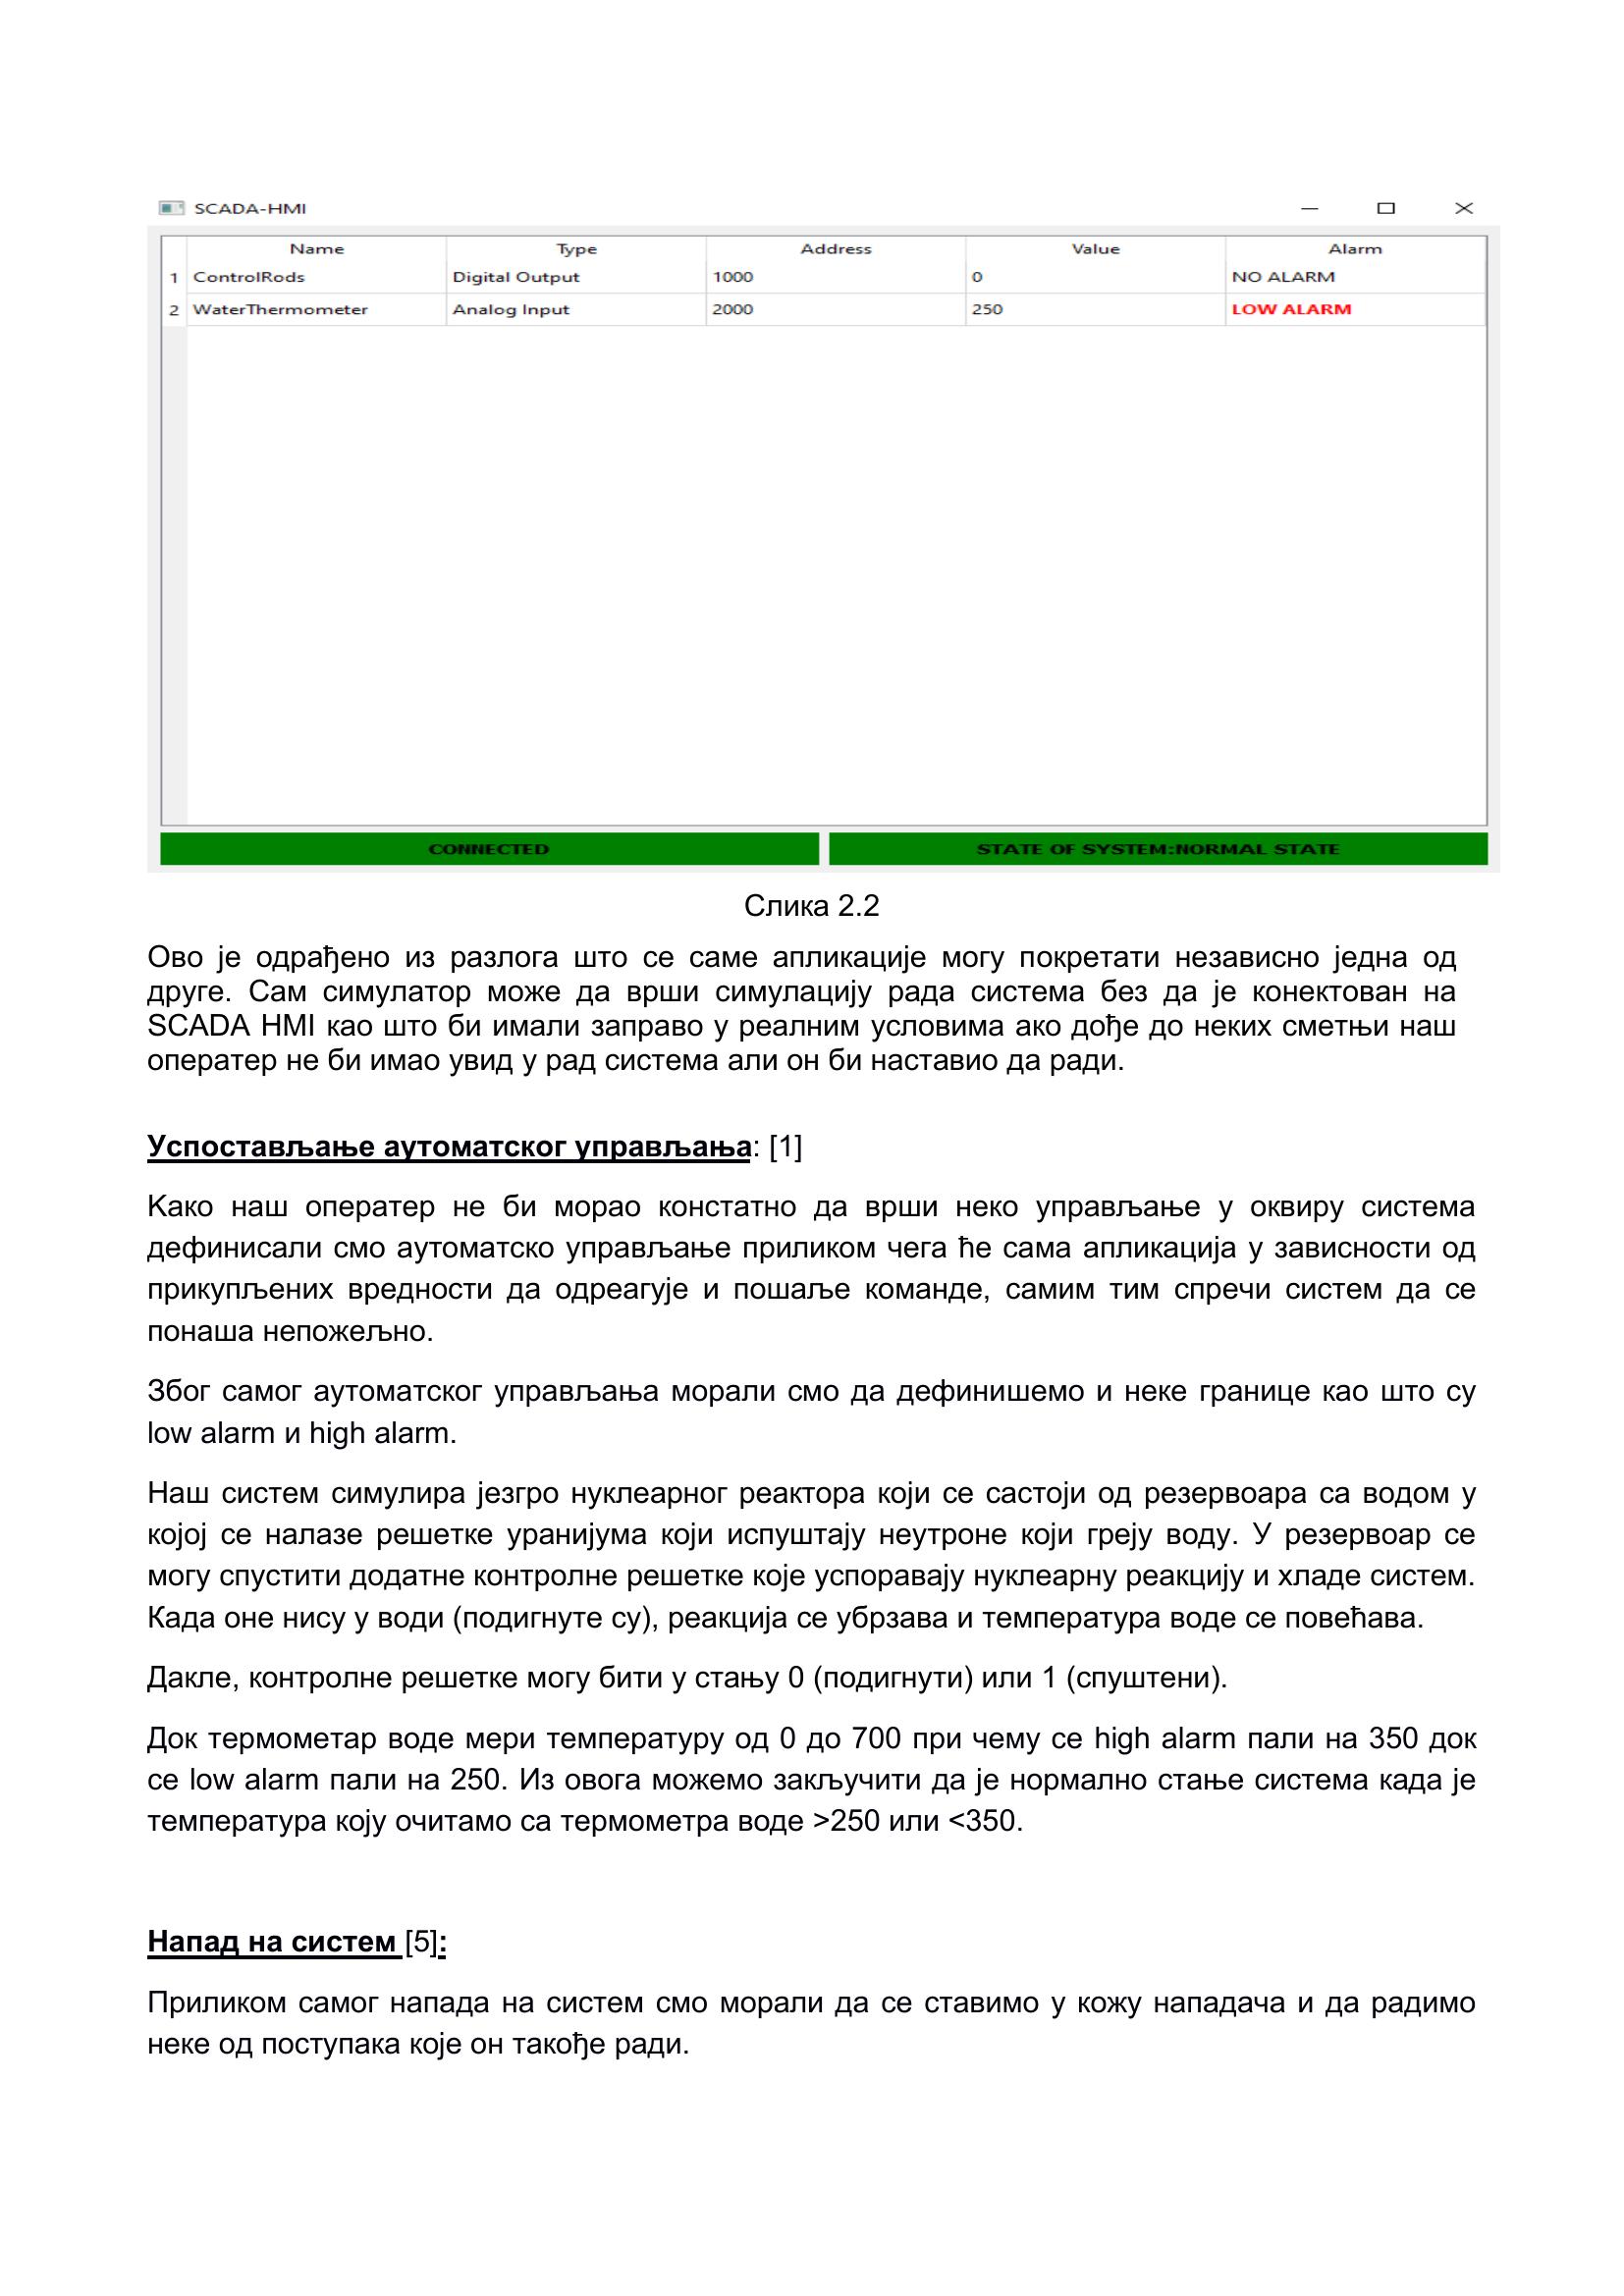 SCADA-HMI
Name Type Address Value Alarm
1 ControlRods Digital Output 1000 0 NO ALARM
2 WaterThermometer Analog Input 2000 250 LOW ALARM
CONNECTED STATE OF SYSTEM:NORMAL STATE
Слика 2.2
Ово је одрађено из разлога што се саме апликације могу покретати независно једна од
друге. Сам симулатор може да врши симулацију рада система без да је конектован на
SCADA HMI као што би имали заправо у реалним условима ако дође до неких сметњи наш
оператер не би имао увид у рад система али он би наставио да ради.
Успостављање аутоматског управљања: [1]
Како наш оператер не би морао констатно да врши неко управљање у оквиру система
дефинисали смо аутоматско управљање приликом чега ће сама апликација у зависности од
прикупљених вредности да одреагује и пошаље команде, самим тим спречи систем да се
понаша непожељно.
Због самог аутоматског управљања морали смо да дефинишемо и неке границе као што су
low alarm и high alarm.
Наш систем симулира језгро нуклеарног реактора који се састоји од резервоара са водом у
којој се налазе решетке уранијума који испуштају неутроне који греју воду. У резервоар се
могу спустити додатне контролне решетке које успоравају нуклеарну реакцију и хладе систем.
Када оне нису у води (подигнуте су), реакција се убрзава и температура воде се повећава.
Дакле, контролне решетке могу бити у стању 0 (подигнути) или 1 (спуштени).
Док термометар воде мери температуру од 0 до 700 при чему се high alarm пали на 350 док
се low alarm пали на 250. Из овога можемо закључити да је нормално стање система када је
температура коју очитамо са термометра воде >250 или <350.
Напад на систем [5]:
Приликом самог напада на систем смо морали да се ставимо у кожу нападача и да радимо
неке од поступака које он такође ради.